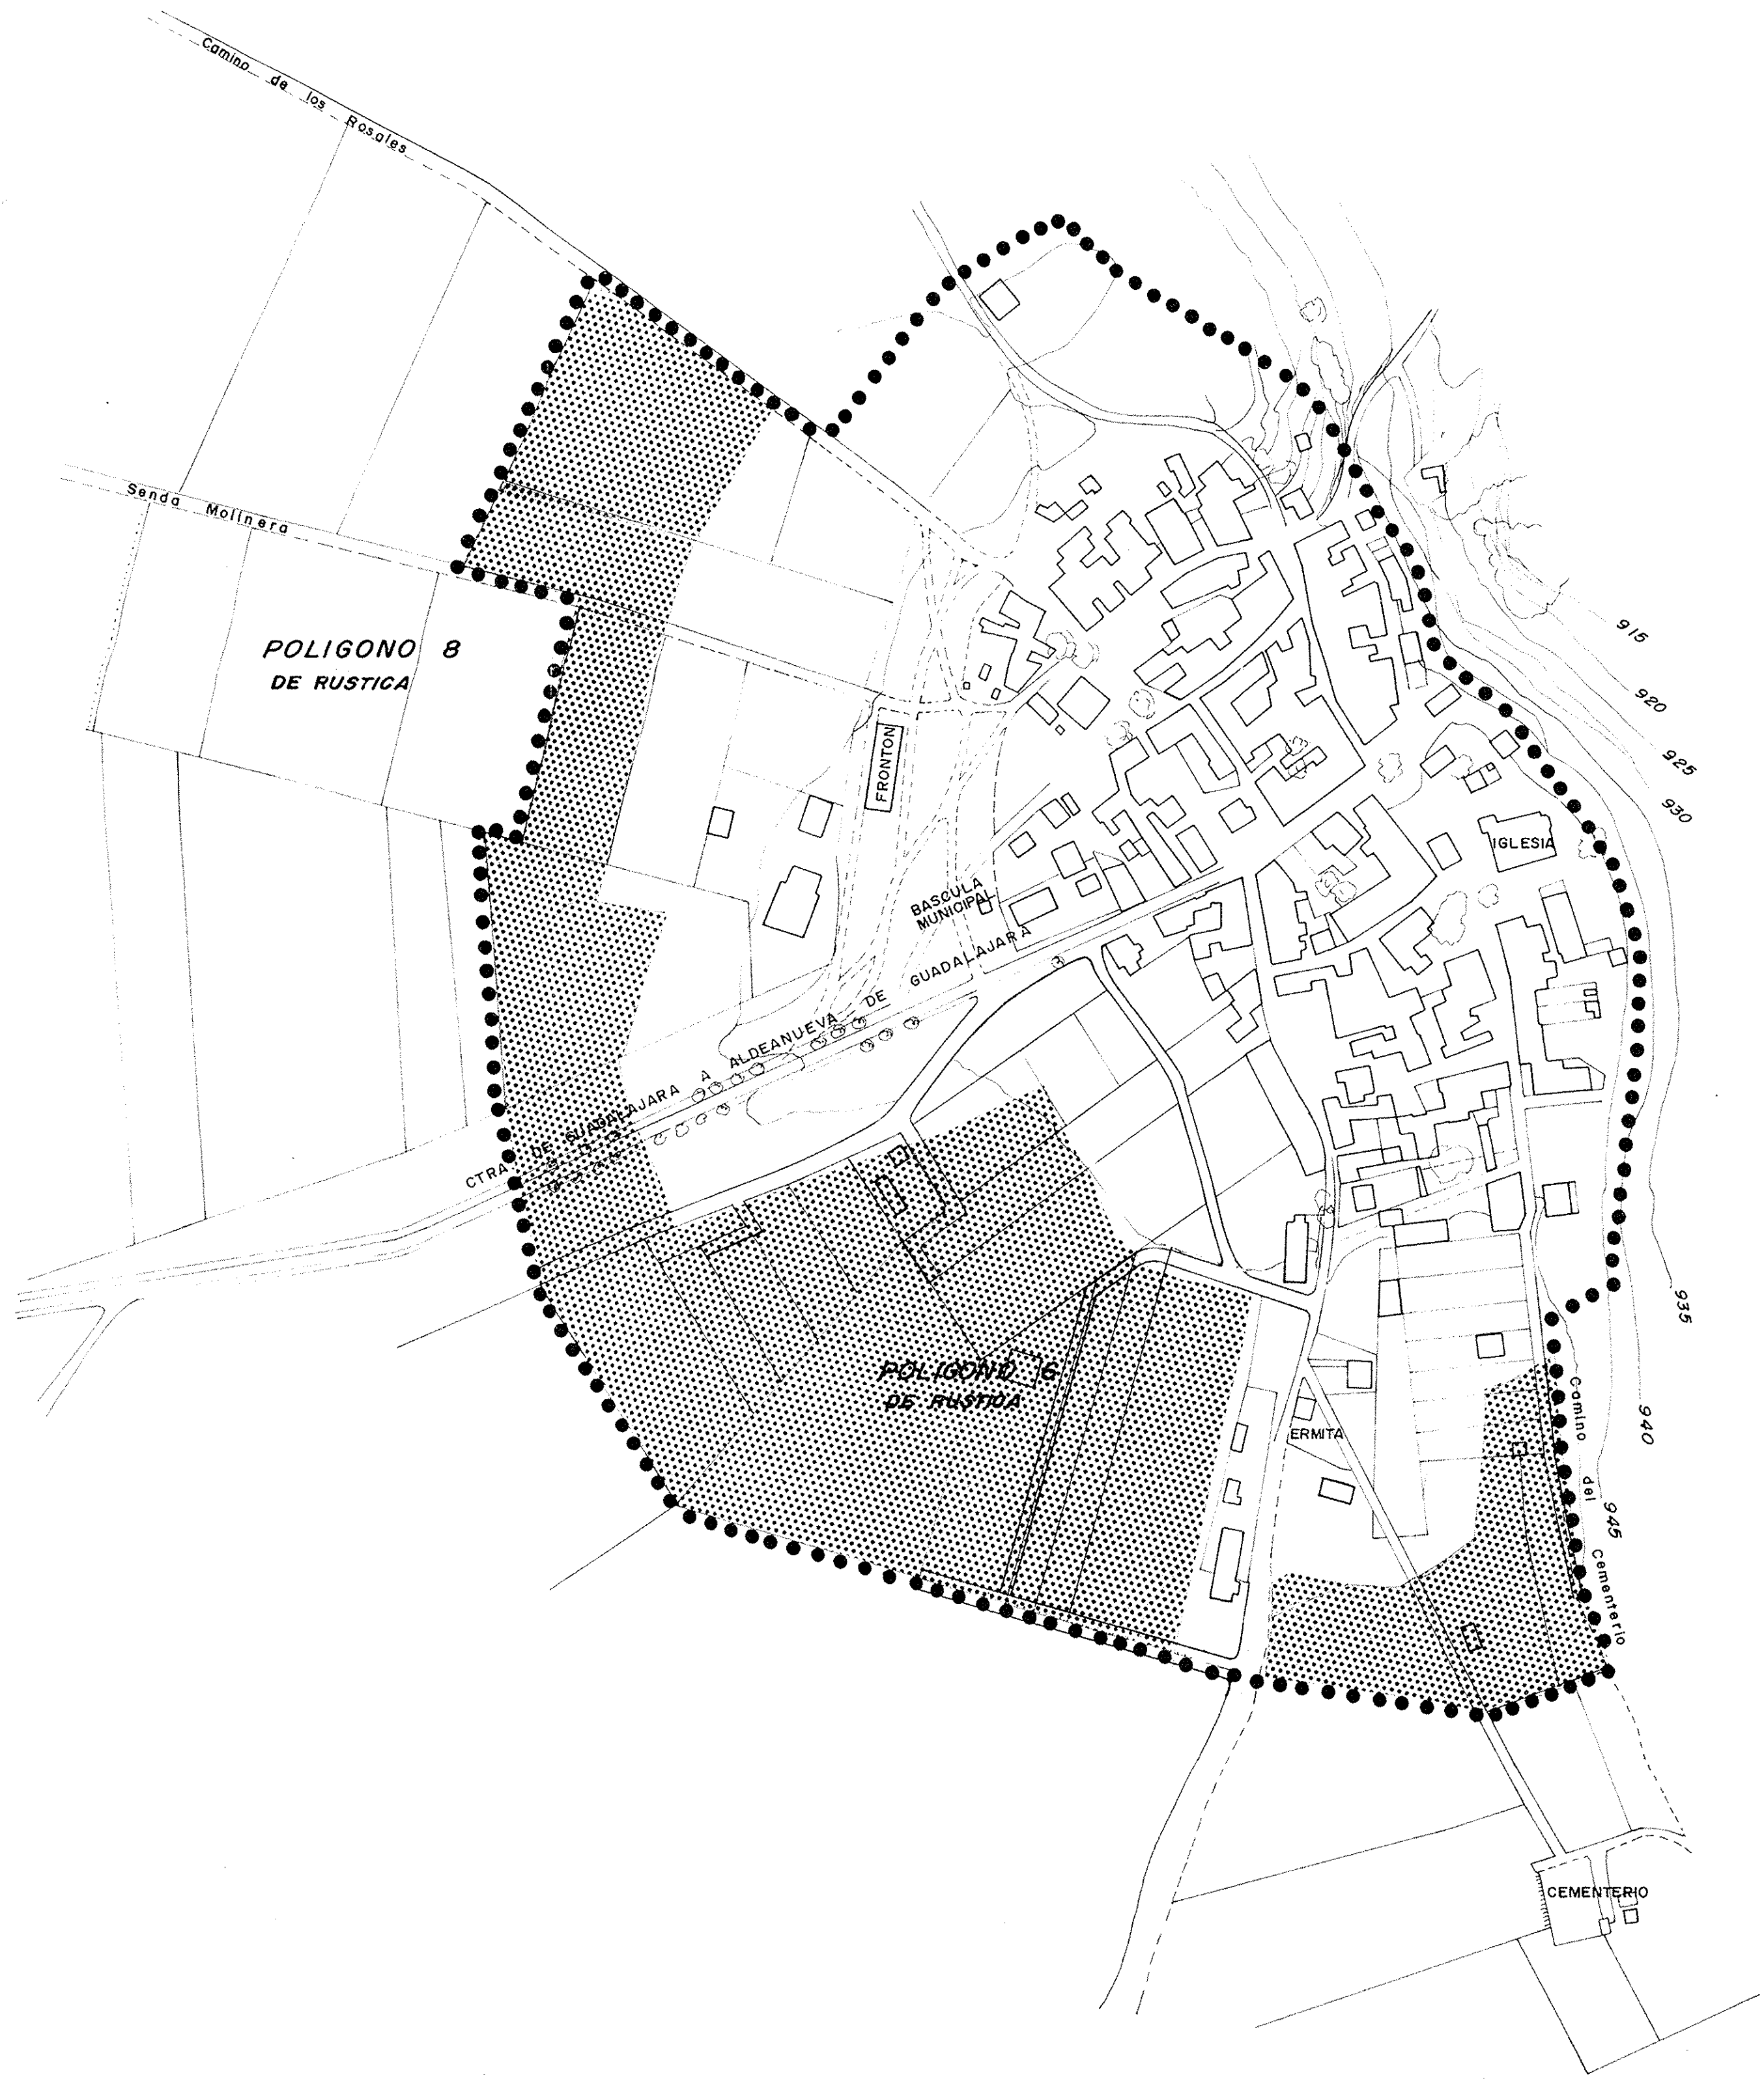 Camino de los Rosales
Senda Molinera
POLIGONO 8
DE RUSTICA
FRONTON
BASCULA
MUNICIPAL
CTRA. DE GUADALAJARA A ALDEANUEVA DE GUADALAJARA
IGLESIA
915
920
925
930
935
940
945
POLIGONO 6
DE RUSTICA
ERMITA
Camino del Cementerio
CEMENTERIO